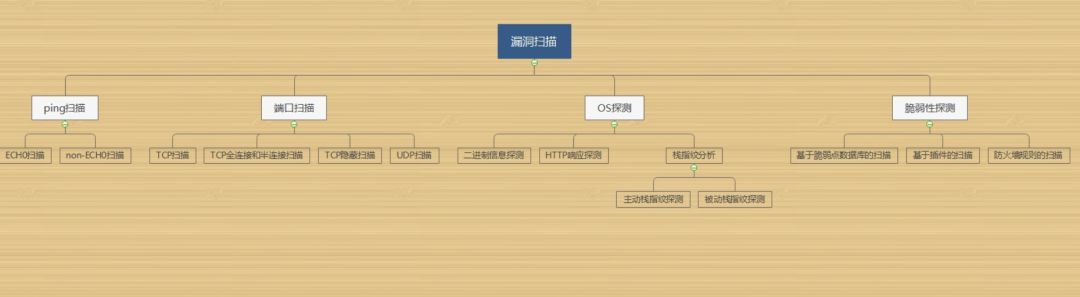 漏洞扫描
ping扫描
端口扫描
OS探测
脆弱性探测
ECH0扫描
non-ECH0扫描
TCP扫描
TCP全连接和半连接扫描
TCP隐蔽扫描
UDP扫描
二进制信息探测
HTTP响应探测
栈指纹分析
基于脆弱点数据库的扫描
基于插件的扫描
防火墙规则的扫描
主动栈指纹探测
被动栈指纹探测